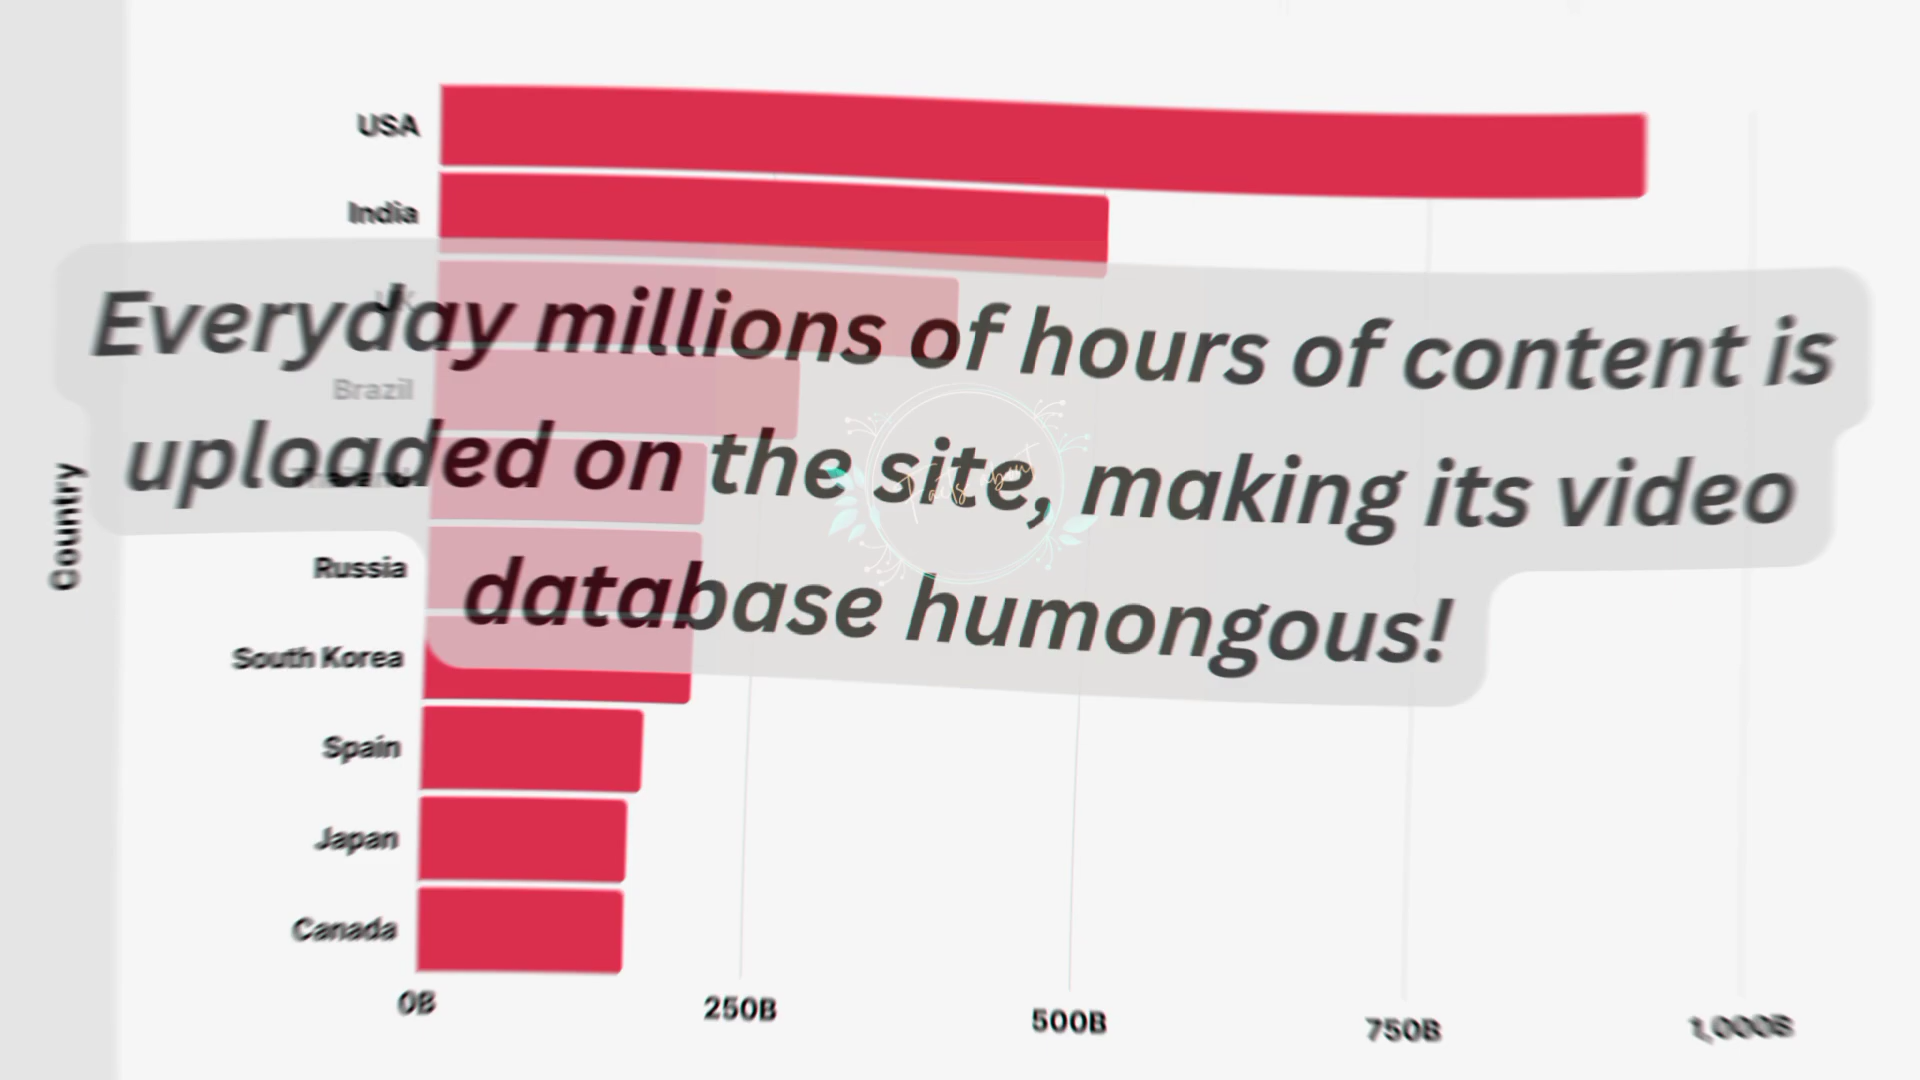 USA
India
UK
Everyday millions of hours of content is
Brazil
uploaded on the site, making its video
Country
Russia
database humongous!
South Korea
Spain
Japan
Canada
0B
250B
500B
750B
1,000B